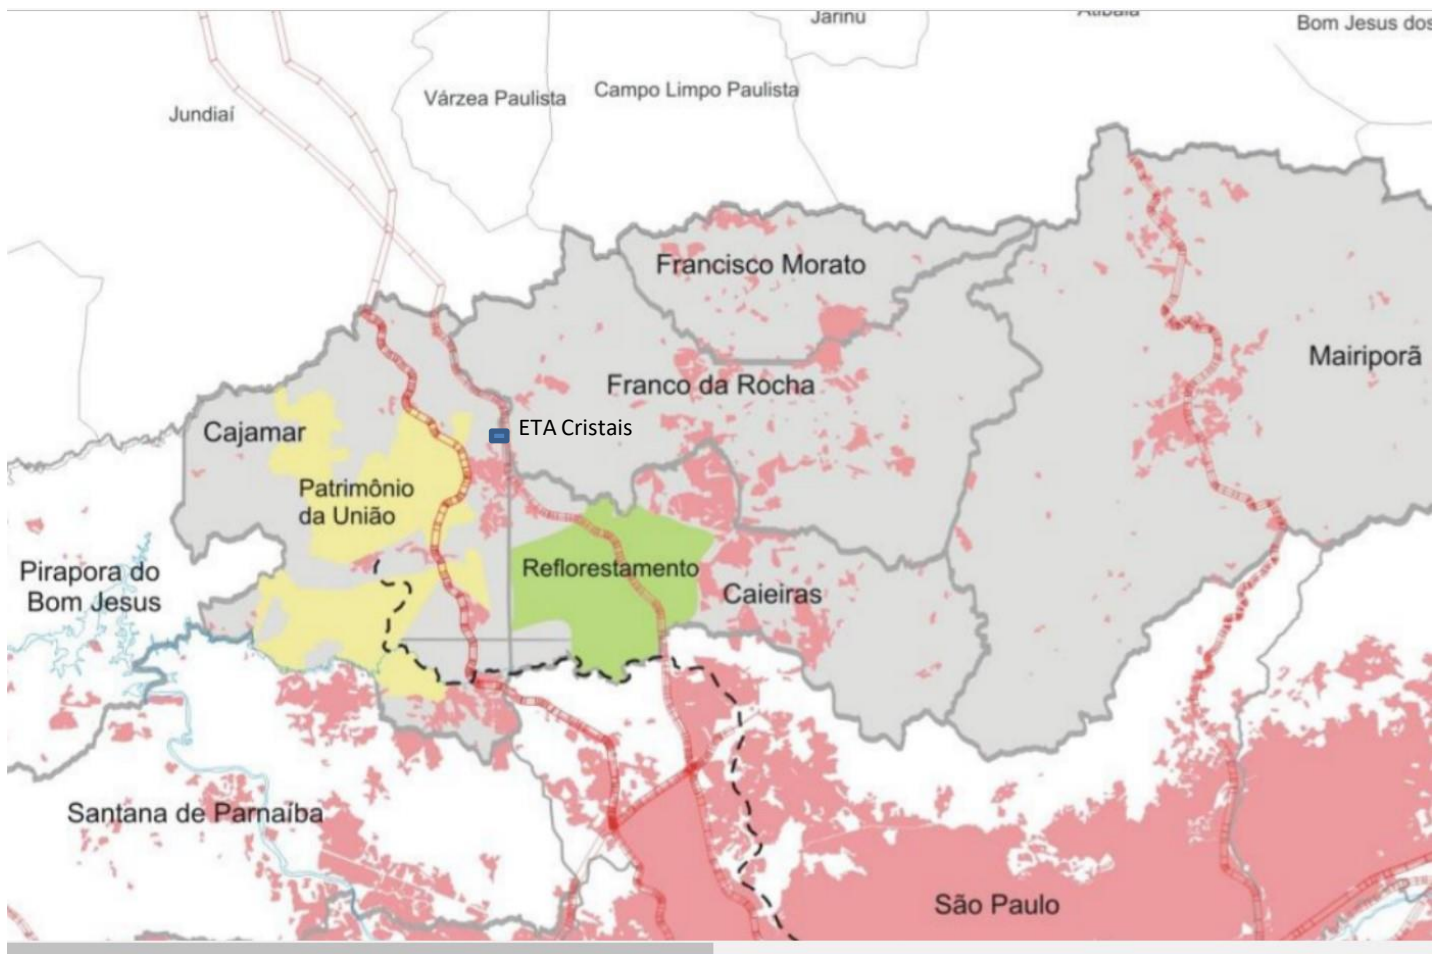 Jarinu
Atibaia
Bom Jesus dos
Várzea Paulista
Campo Limpo Paulista
Jundiaí
Francisco Morato
Mairiporã
Franco da Rocha
Cajamar
ETA Cristais
Patrimônio
da União
Pirapora do
Bom Jesus
Reflorestamento
Caieiras
Santana de Parnaíba
São Paulo